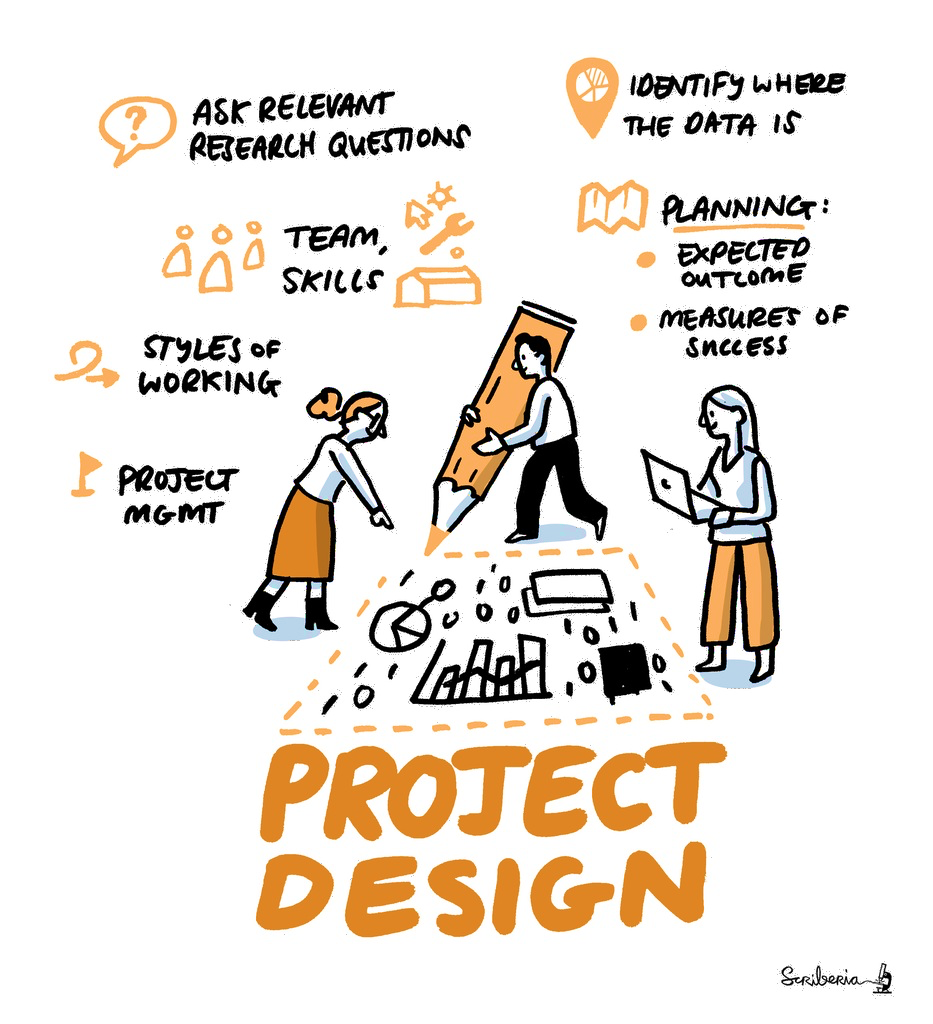 ASK RELEVANT
RESEARCH QUESTIONS
TEAM,
SKILLS
STYLES OF
WORKING
PROJECT
MGMT
IDENTIFY WHERE
THE DATA IS
PLANNING:
EXPECTED
OUTCOME
MEASURES OF
SUCCESS
PROJECT
DESIGN
Scriberia